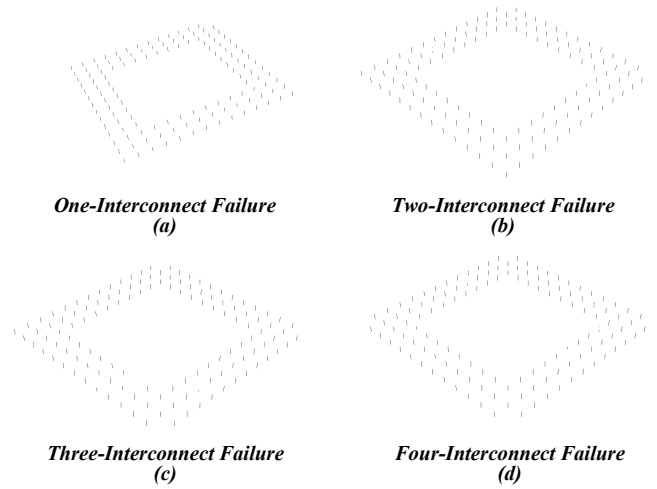 One-Interconnect Failure
(a)
Two-Interconnect Failure
(b)
Three-Interconnect Failure
(c)
Four-Interconnect Failure
(d)